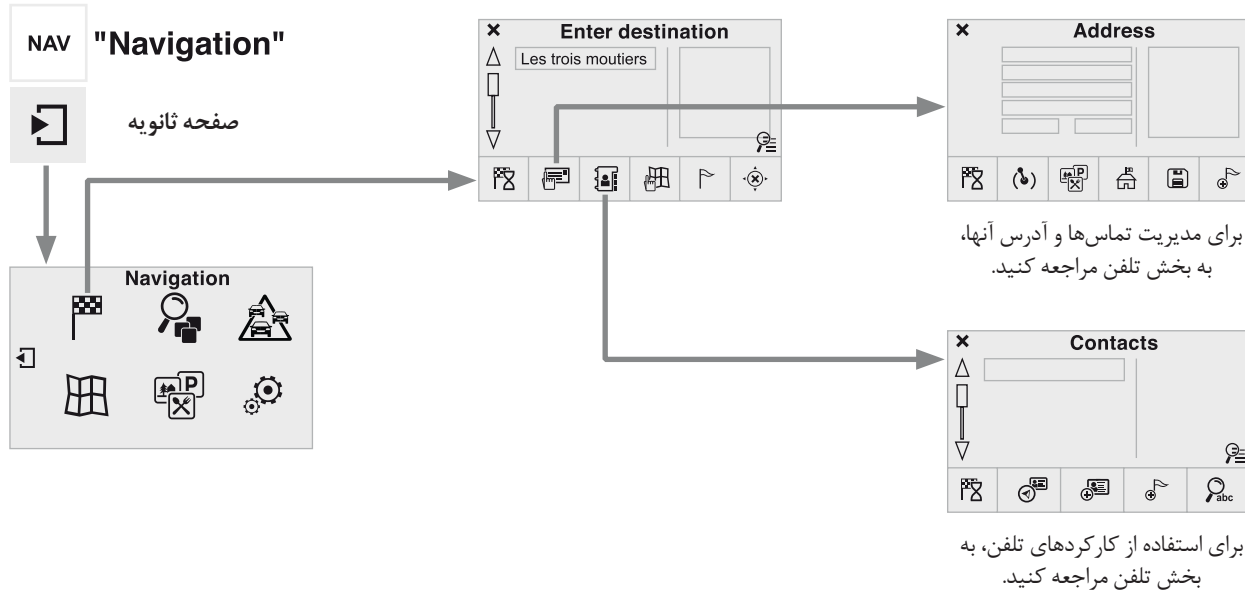 NAV "Navigation"
صفحه ثانویه
Navigation
P
Enter destination
Les trois moutiers
Address
P
برای مدیریت تماس‌ها و آدرس آنها،
به بخش تلفن مراجعه کنید.
Contacts
abc
برای استفاده از کارکردهای تلفن، به
بخش تلفن مراجعه کنید.